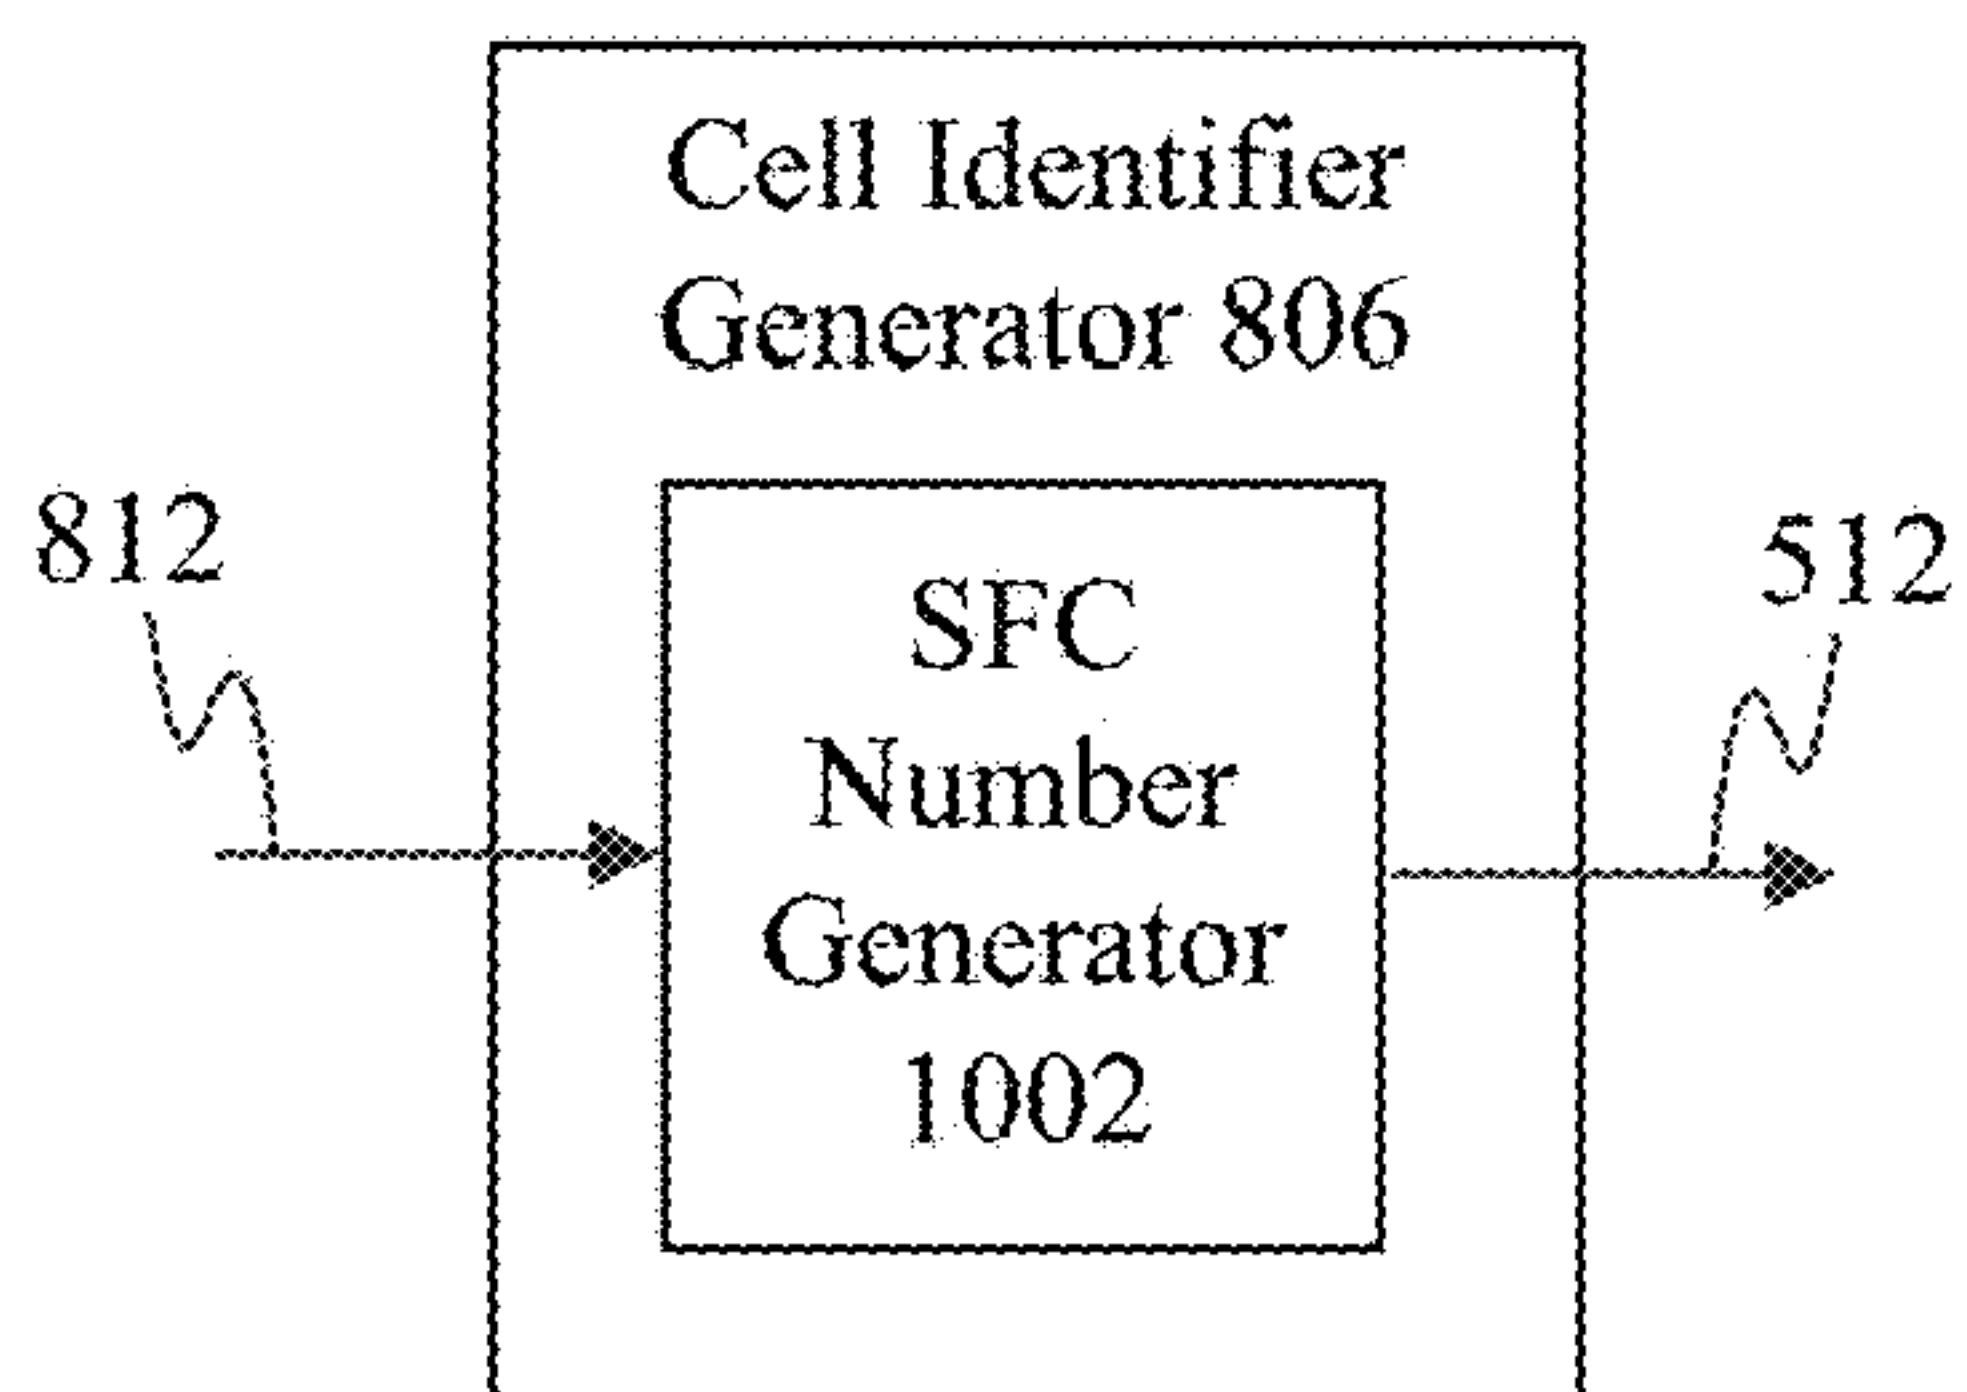 Cell Identifier
Generator 806
812
512
SFC
Number
Generator
1002